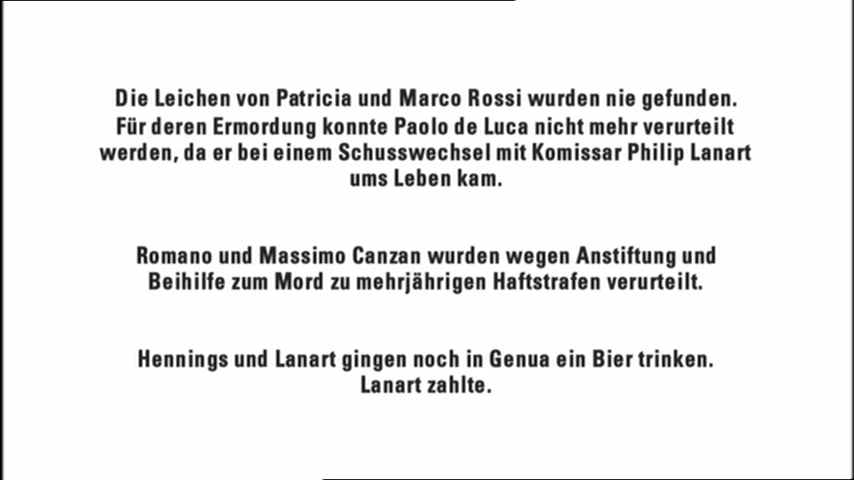 Die Leichen von Patricia und Marco Rossi wurden nie gefunden.
Für deren Ermordung konnte Paolo de Luca nicht mehr verurteilt
werden, da er bei einem Schusswechsel mit Komissar Philip Lanart
ums Leben kam.
Romano und Massimo Canzan wurden wegen Anstiftung und
Beihilfe zum Mord zu mehrjährigen Haftstrafen verurteilt.
Hennings und Lanart gingen noch in Genua ein Bier trinken.
Lanart zahlte.